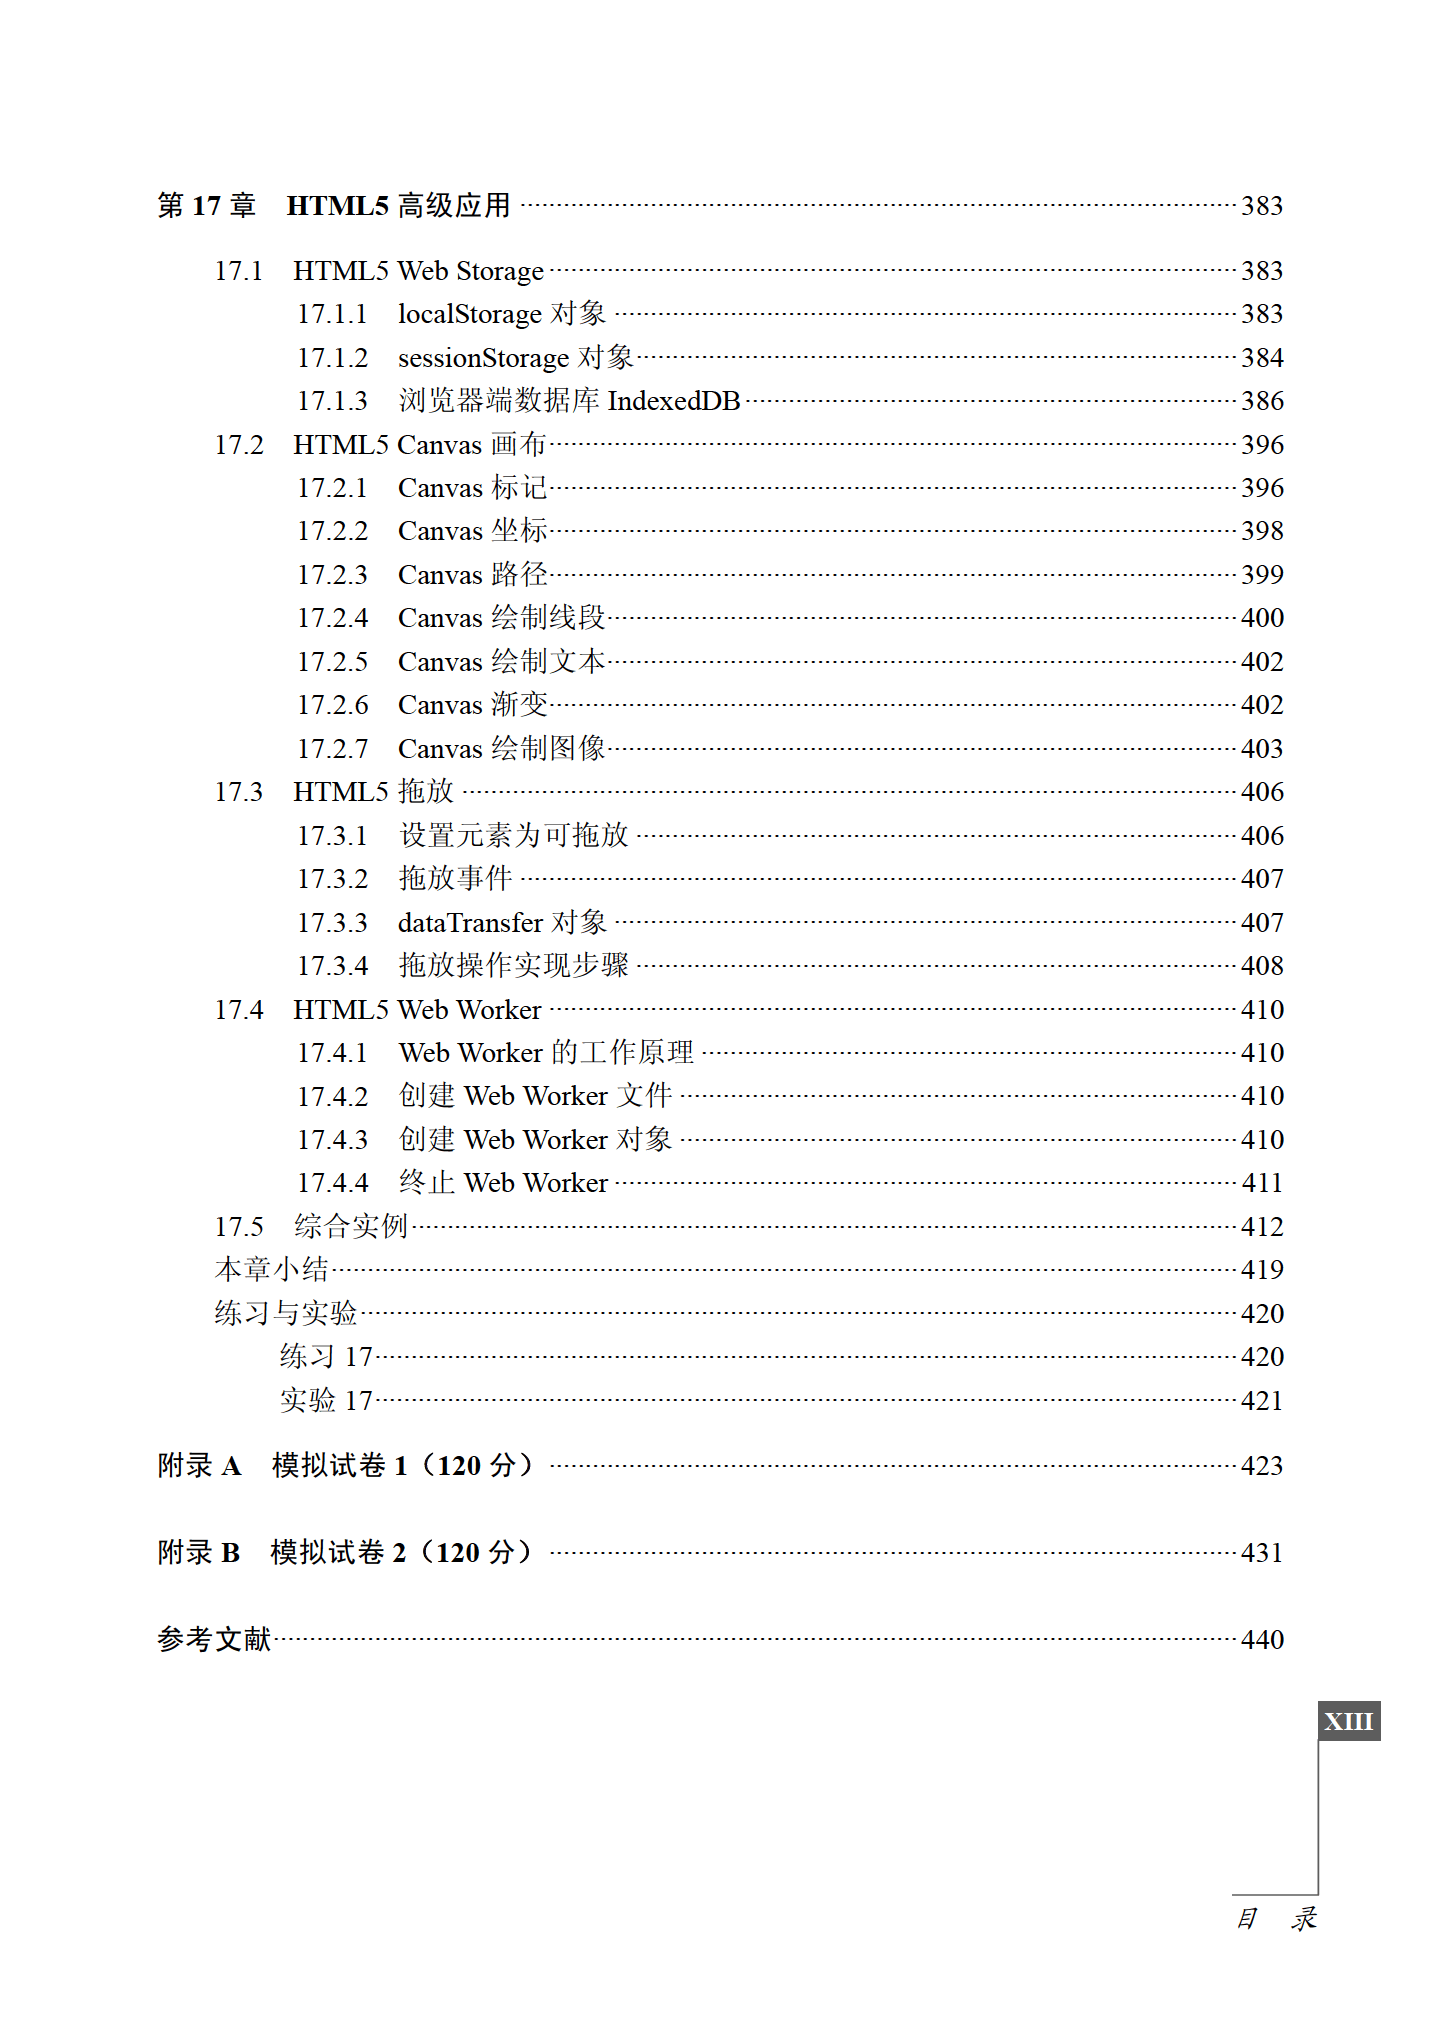 第 17 章　HTML5 高级应用 ··· 383
17.1　HTML5 Web Storage ··· 383
17.1.1　localStorage 对象 ··· 383
17.1.2　sessionStorage 对象 ··· 384
17.1.3　浏览器端数据库 IndexedDB ··· 386
17.2　HTML5 Canvas 画布 ··· 396
17.2.1　Canvas 标记 ··· 396
17.2.2　Canvas 坐标 ··· 398
17.2.3　Canvas 路径 ··· 399
17.2.4　Canvas 绘制线段 ··· 400
17.2.5　Canvas 绘制文本 ··· 402
17.2.6　Canvas 渐变 ··· 402
17.2.7　Canvas 绘制图像 ··· 403
17.3　HTML5 拖放 ··· 406
17.3.1　设置元素为可拖放 ··· 406
17.3.2　拖放事件 ··· 407
17.3.3　dataTransfer 对象 ··· 407
17.3.4　拖放操作实现步骤 ··· 408
17.4　HTML5 Web Worker ··· 410
17.4.1　Web Worker 的工作原理 ··· 410
17.4.2　创建 Web Worker 文件 ··· 410
17.4.3　创建 Web Worker 对象 ··· 410
17.4.4　终止 Web Worker ··· 411
17.5　综合实例 ··· 412
本章小结 ··· 419
练习与实验 ··· 420
练习 17 ··· 420
实验 17 ··· 421
附录 A　模拟试卷 1（120 分） ··· 423
附录 B　模拟试卷 2（120 分） ··· 431
参考文献 ··· 440
XIII
目　录